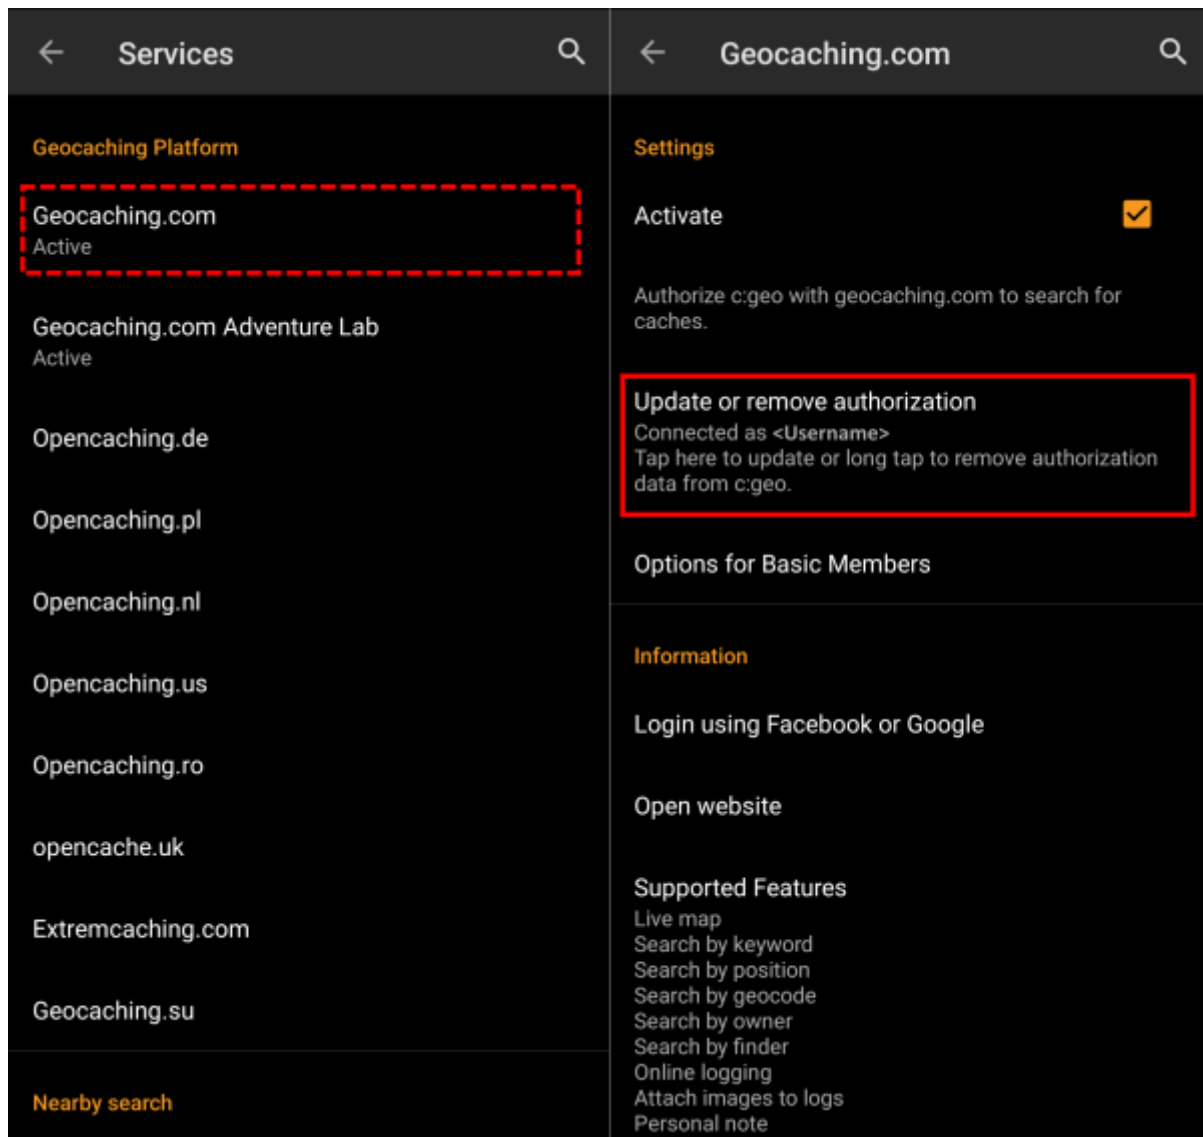 Services
Geocaching Platform
Geocaching.com
Active
Geocaching.com Adventure Lab
Active
Opencaching.de
Opencaching.pl
Opencaching.nl
Opencaching.us
Opencaching.ro
opencache.uk
Extremcaching.com
Geocaching.su
Nearby search
Geocaching.com
Settings
Activate
Authorize c:geo with geocaching.com to search for
caches.
Update or remove authorization
Connected as <Username>
Tap here to update or long tap to remove authorization
data from c:geo.
Options for Basic Members
Information
Login using Facebook or Google
Open website
Supported Features
Live map
Search by keyword
Search by position
Search by geocode
Search by owner
Search by finder
Online logging
Attach images to logs
Personal note